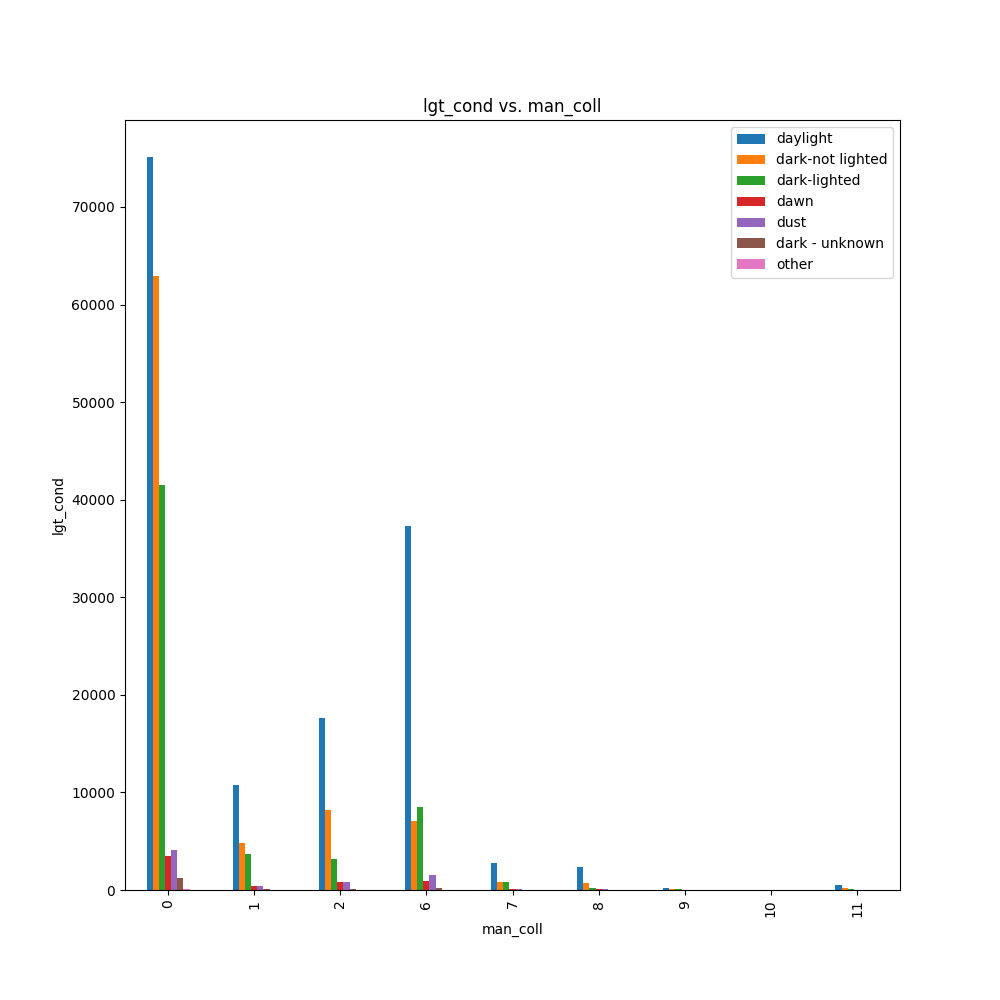 lgt_cond vs. man_coll
daylight
dark-not lighted
dark-lighted
dawn
dust
dark - unknown
other
70000
60000
50000
40000
30000
20000
10000
0
lgt_cond
0 1 2 6 7 8 9 10 11
man_coll